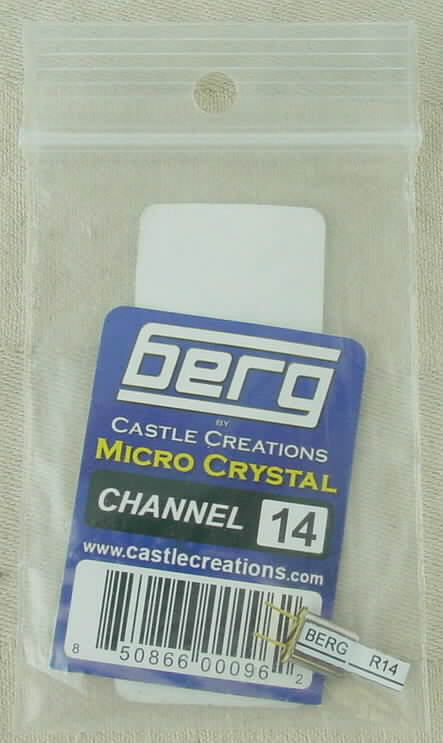 berg
BY
CASTLE CREATIONS
MICRO CRYSTAL
CHANNEL 14
www.castlecreations.com
8 50866 00096 2
BERG R14